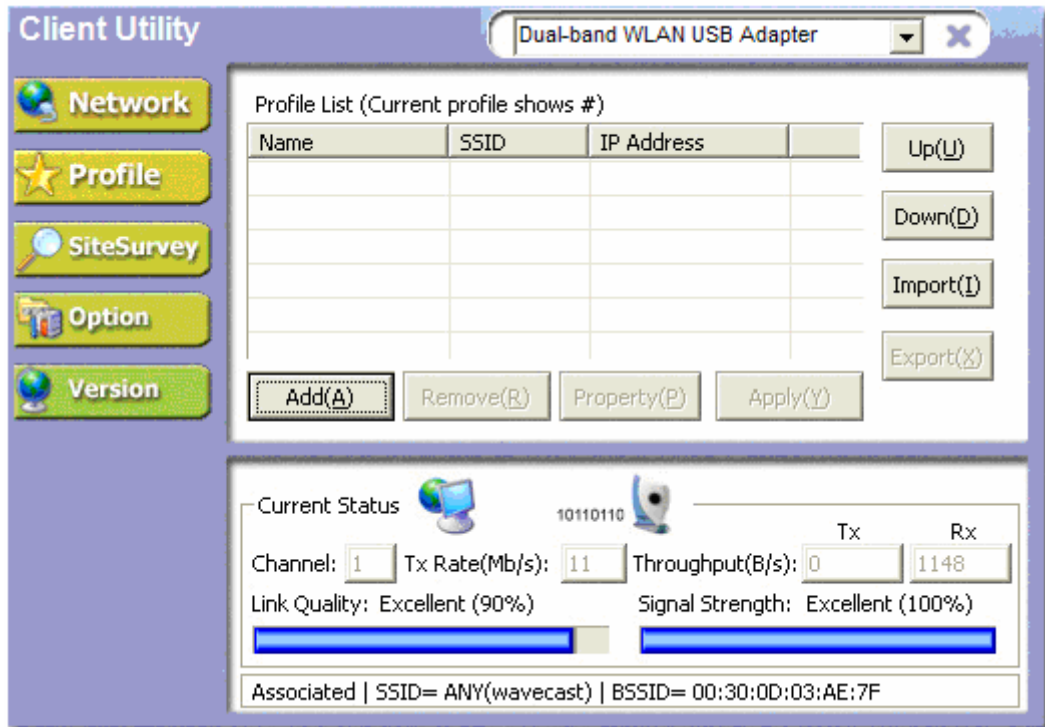 Client Utility
Dual-band WLAN USB Adapter
Network
Profile
SiteSurvey
Option
Version
Profile List (Current profile shows #)
Name SSID IP Address
Up(U)
Down(D)
Import(I)
Export(X)
Add(A) Remove(R) Property(P) Apply(Y)
Current Status 10110110
Tx Rx
Channel: 1 Tx Rate(Mb/s): 11 Throughput(B/s): 0 1148
Link Quality: Excellent (90%) Signal Strength: Excellent (100%)
Associated | SSID= ANY(wavecast) | BSSID= 00:30:0D:03:AE:7F